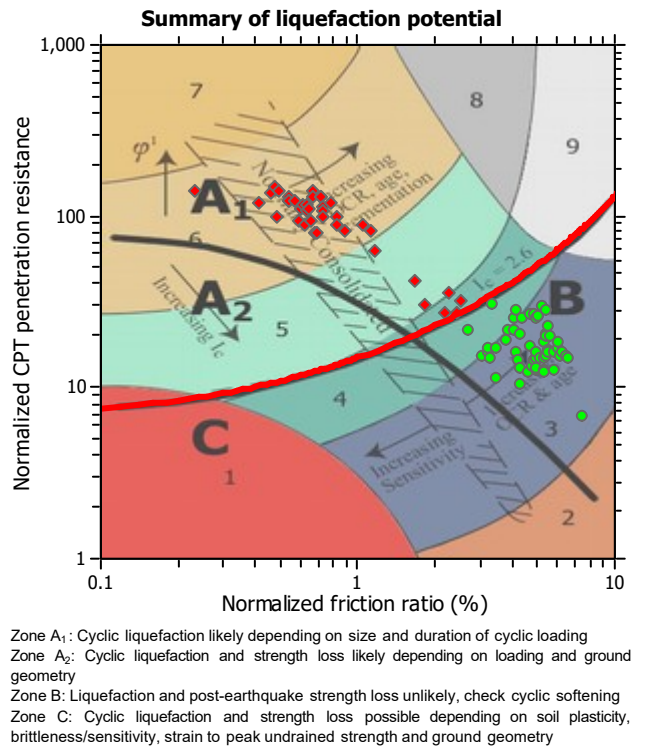 Summary of liquefaction potential
1,000
100
10
1
0.1
1
10
Normalized CPT penetration resistance
Normalized friction ratio (%)
7
8
9
φ'
A1
6
Normally Consolidated
Increasing
OCR, age,
cementation
A2
Increasing Ic
5
Ic = 2.6
B
4
C
1
Increasing
Sensitivity
Increasing
OCR & age
3
2
Zone A1: Cyclic liquefaction likely depending on size and duration of cyclic loading
Zone A2: Cyclic liquefaction and strength loss likely depending on loading and ground
geometry
Zone B: Liquefaction and post-earthquake strength loss unlikely, check cyclic softening
Zone C: Cyclic liquefaction and strength loss possible depending on soil plasticity,
brittleness/sensitivity, strain to peak undrained strength and ground geometry